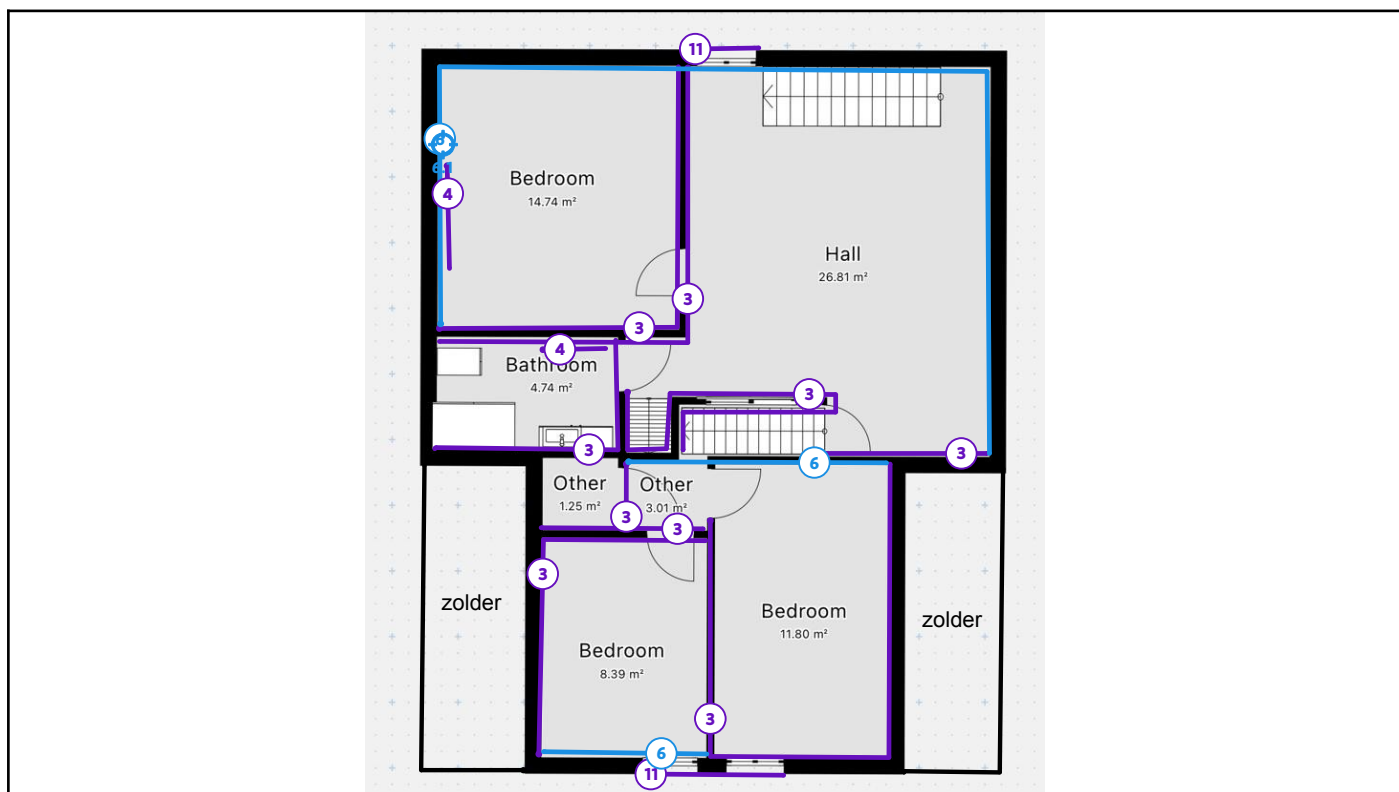 11
Bedroom
14.74 m²
4
Hall
26.81 m²
3
3
4
Bathroom
4.74 m²
3
3
3
6
Other
1.25 m²
Other
3.01 m²
3
3
3
zolder
Bedroom
11.80 m²
zolder
Bedroom
8.39 m²
3
6
11